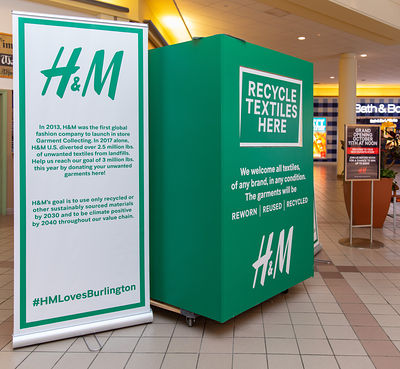 H&M
In 2013, H&M was the first global
fashion company to launch in store
Garment Collecting. In 2017 alone,
H&M U.S. diverted over 2.5 million lbs.
of unwanted textiles from landfills,
help us reach our goal of 3 million lbs.
this year by donating your unwanted
garments here!
H&M's goal is to use only recycled or
other sustainably sourced materials
by 2030 and to be climate positive
by 2040 throughout our value chain.
#HMLovesBurlington
RECYCLE
TEXTILES
HERE
We welcome all textiles,
of any brand, in any condition.
The garments will be
REWORN | REUSED | RECYCLED
H&M
Bath & Bo
GRAND
OPENING
OCTOBER
11TH AT NOON